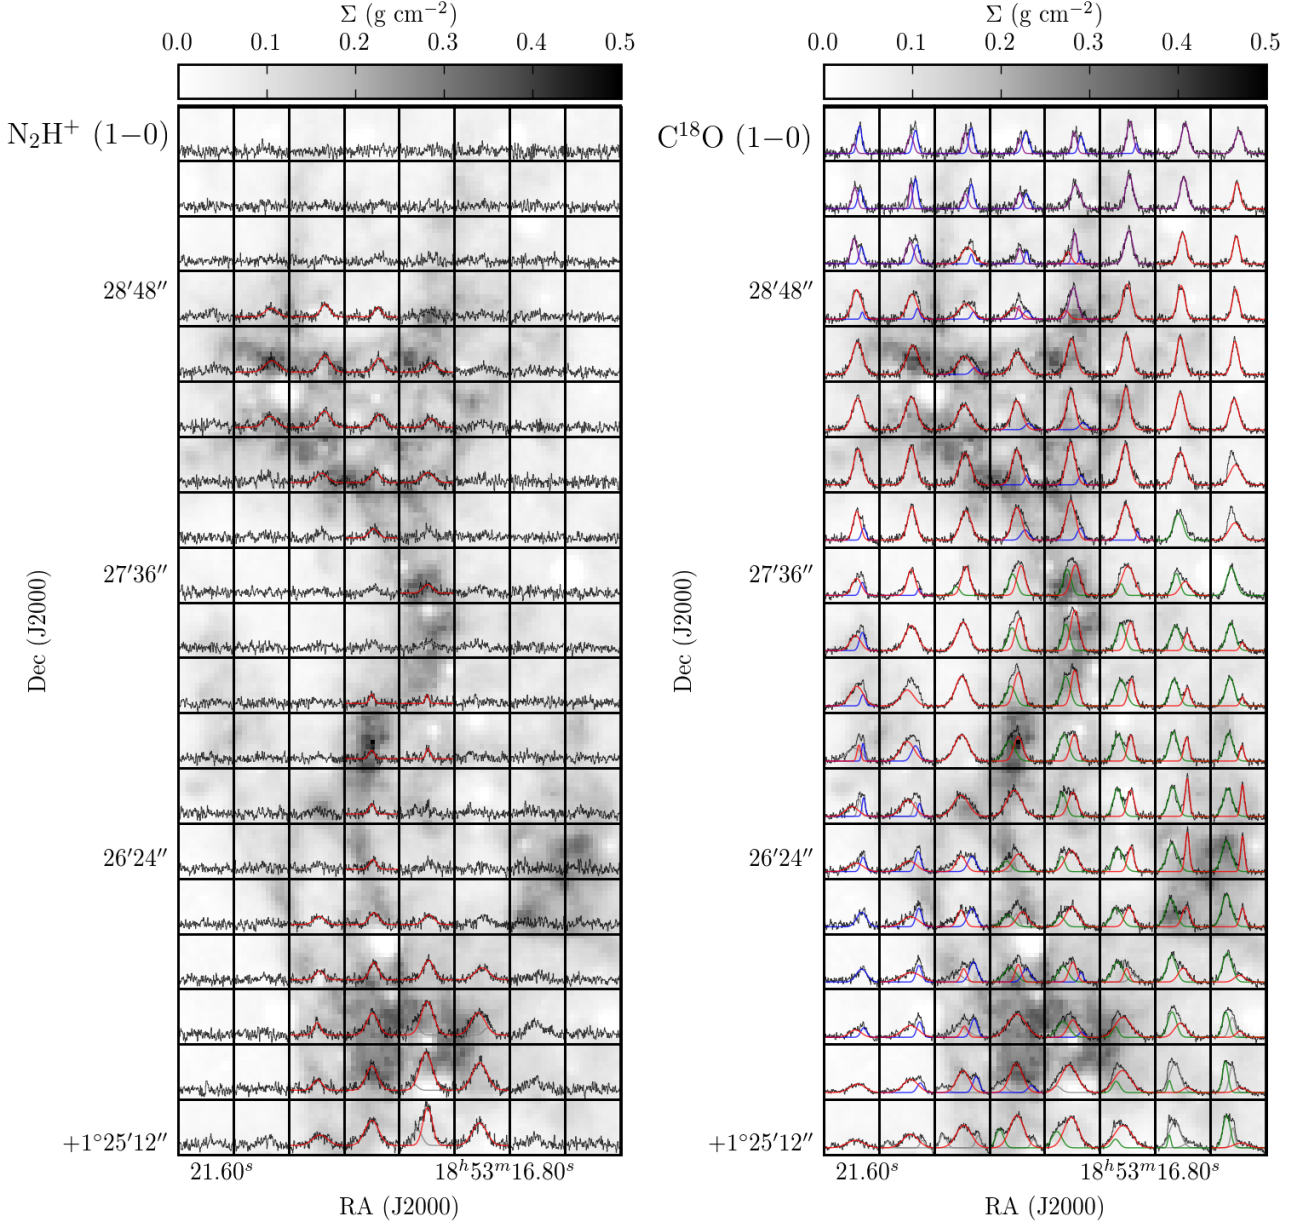 Σ (g cm⁻²)
0.0 0.1 0.2 0.3 0.4 0.5
N₂H⁺ (1−0)
28′48″
27′36″
26′24″
+1°25′12″
Dec (J2000)
21.60ˢ 18ʰ53ᵐ16.80ˢ
RA (J2000)
Σ (g cm⁻²)
0.0 0.1 0.2 0.3 0.4 0.5
C¹⁸O (1−0)
28′48″
27′36″
26′24″
+1°25′12″
Dec (J2000)
21.60ˢ 18ʰ53ᵐ16.80ˢ
RA (J2000)